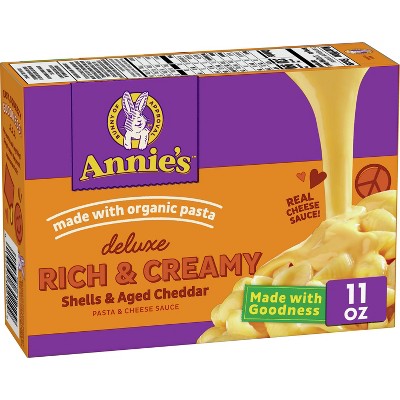 BUNNY OF APPROVAL
Annie's
made with organic pasta
deluxe
RICH & CREAMY
Shells & Aged Cheddar
PASTA & CHEESE SAUCE
REAL
CHEESE
SAUCE!
Made with
Goodness
11
OZ